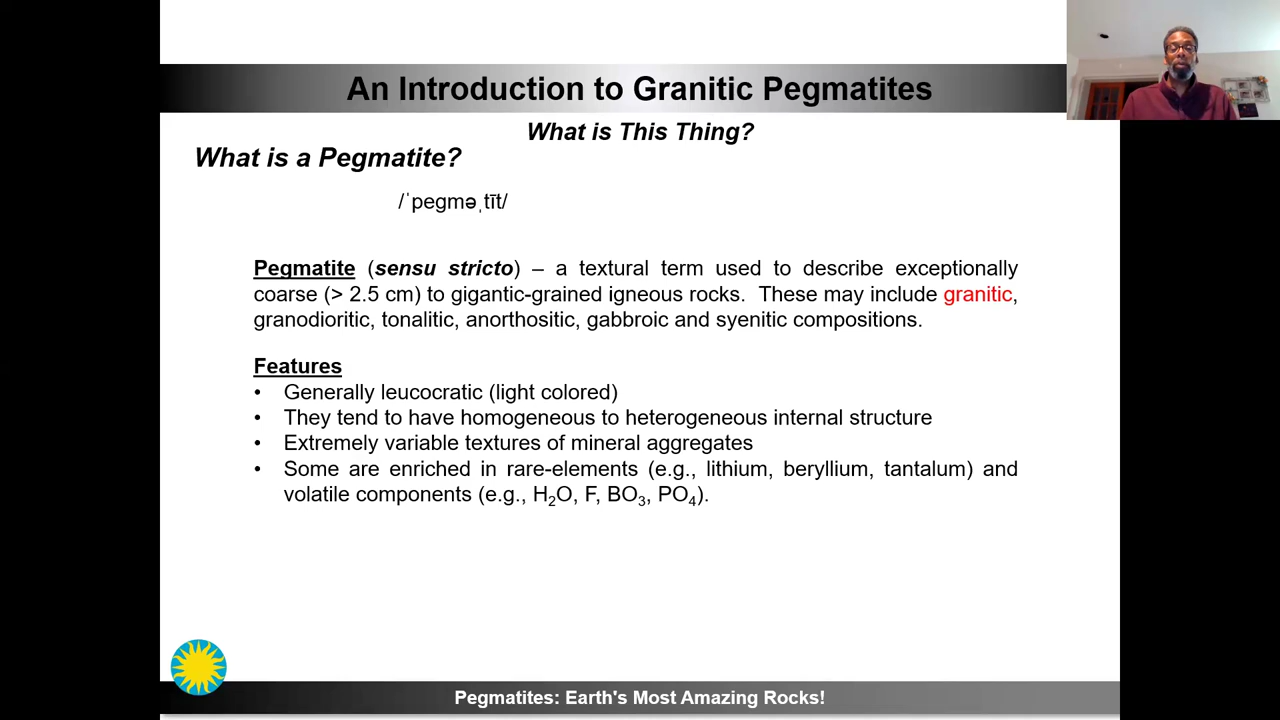 An Introduction to Granitic Pegmatites
What is This Thing?
What is a Pegmatite?
/ˈpegməˌtīt/
Pegmatite (sensu stricto) – a textural term used to describe exceptionally
coarse (> 2.5 cm) to gigantic-grained igneous rocks. These may include granitic,
granodioritic, tonalitic, anorthositic, gabbroic and syenitic compositions.
Features
• Generally leucocratic (light colored)
• They tend to have homogeneous to heterogeneous internal structure
• Extremely variable textures of mineral aggregates
• Some are enriched in rare-elements (e.g., lithium, beryllium, tantalum) and
volatile components (e.g., H₂O, F, BO₃, PO₄).
Pegmatites: Earth's Most Amazing Rocks!